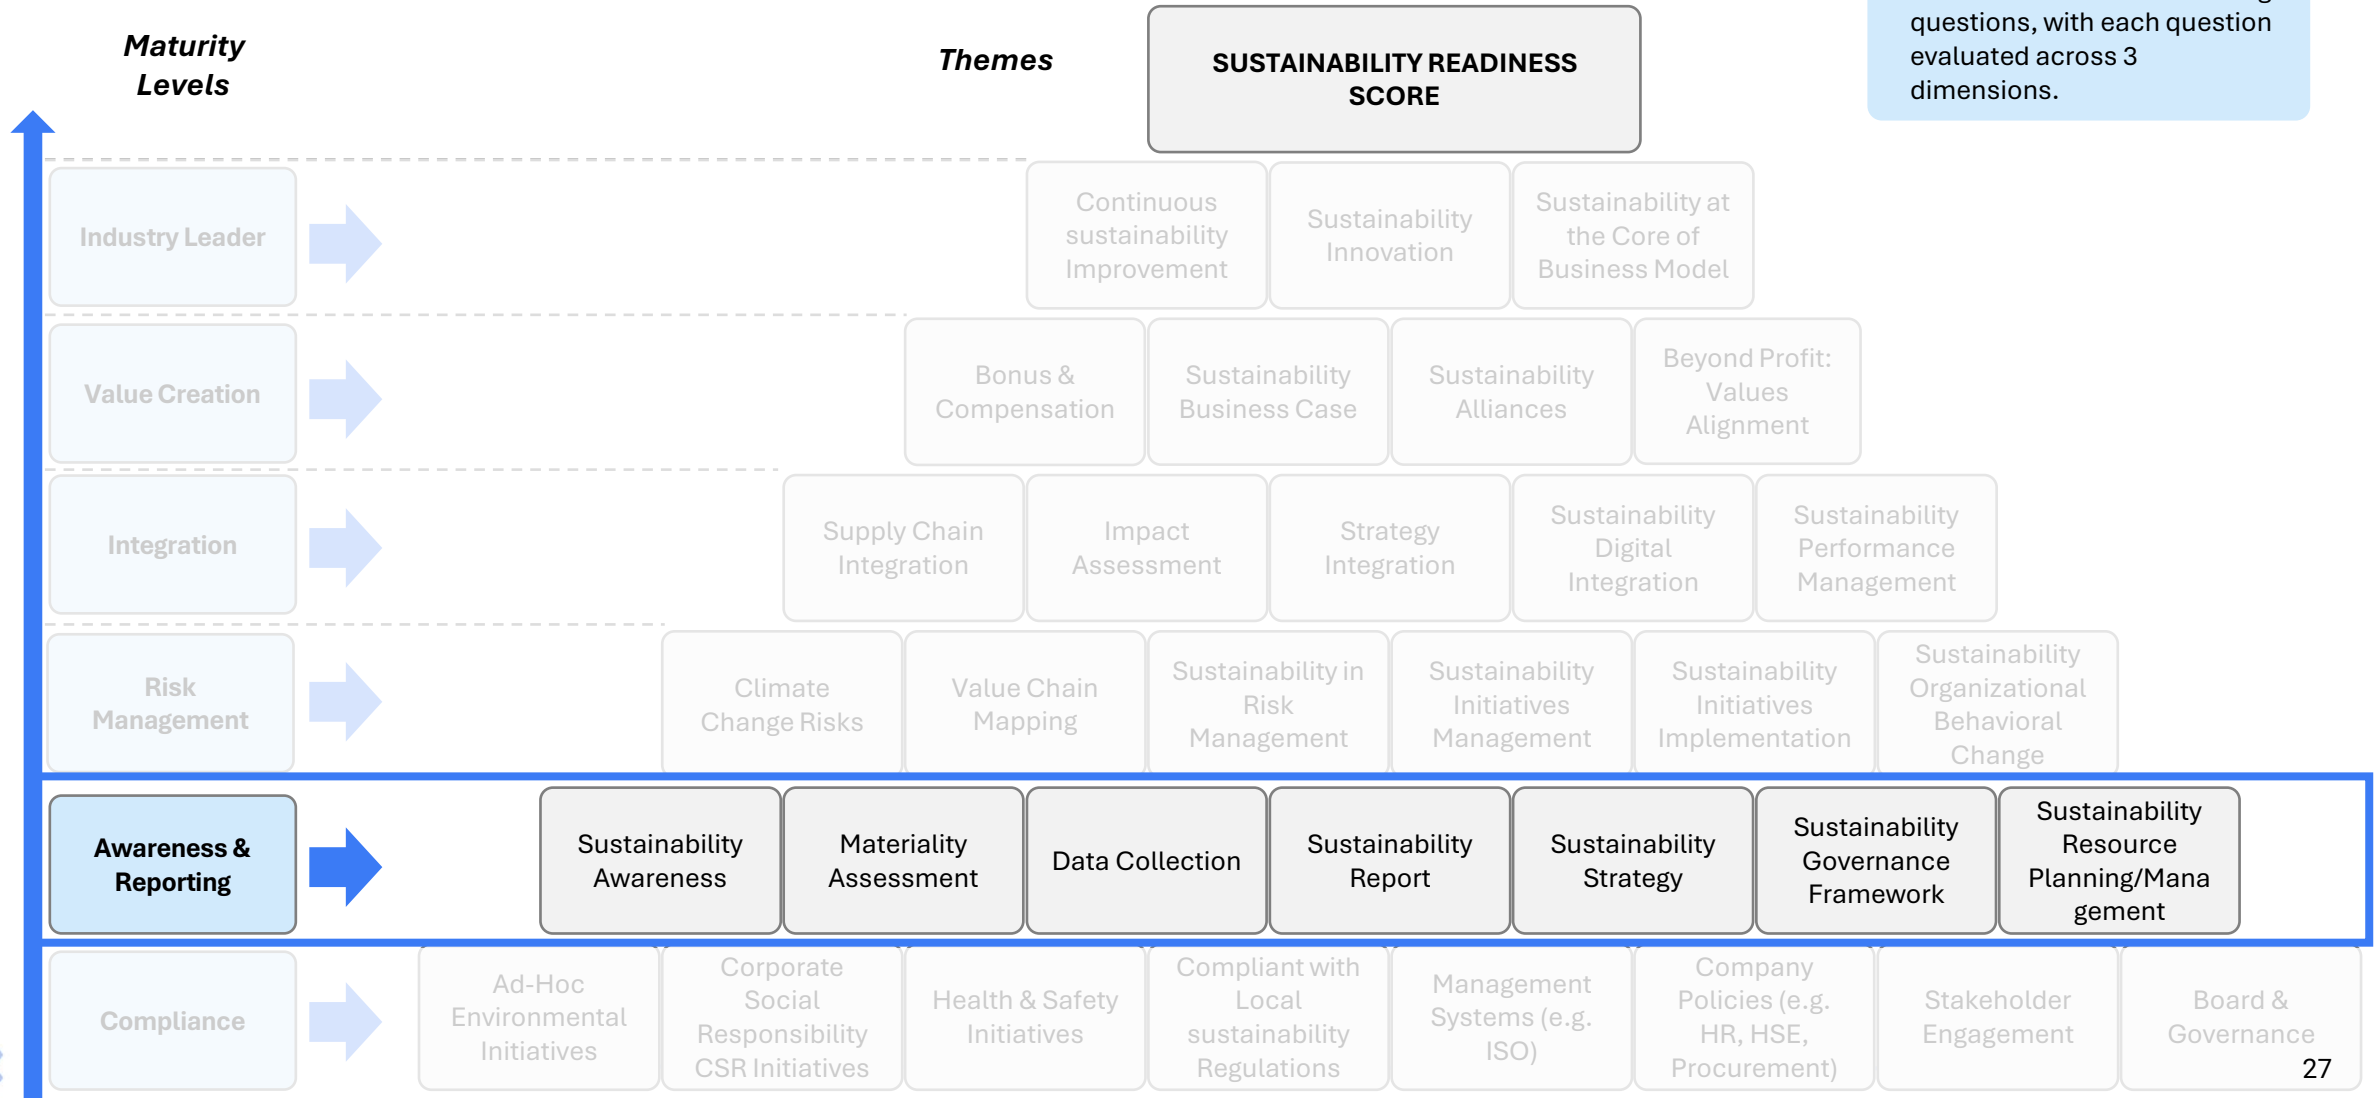 questions, with each question
evaluated across 3
dimensions.
Maturity
Levels
Themes
SUSTAINABILITY READINESS
SCORE
Industry Leader
Continuous
sustainability
Improvement
Sustainability
Innovation
Sustainability at
the Core of
Business Model
Value Creation
Bonus &
Compensation
Sustainability
Business Case
Sustainability
Alliances
Beyond Profit:
Values
Alignment
Integration
Supply Chain
Integration
Impact
Assessment
Strategy
Integration
Sustainability
Digital
Integration
Sustainability
Performance
Management
Risk
Management
Climate
Change Risks
Value Chain
Mapping
Sustainability in
Risk
Management
Sustainability
Initiatives
Management
Sustainability
Initiatives
Implementation
Sustainability
Organizational
Behavioral
Change
Awareness &
Reporting
Sustainability
Awareness
Materiality
Assessment
Data Collection
Sustainability
Report
Sustainability
Strategy
Sustainability
Governance
Framework
Sustainability
Resource
Planning/Mana
gement
Compliance
Ad-Hoc
Environmental
Initiatives
Corporate
Social
Responsibility
CSR Initiatives
Health & Safety
Initiatives
Compliant with
Local
sustainability
Regulations
Management
Systems (e.g.
ISO)
Company
Policies (e.g.
HR, HSE,
Procurement)
Stakeholder
Engagement
Board &
Governance
27